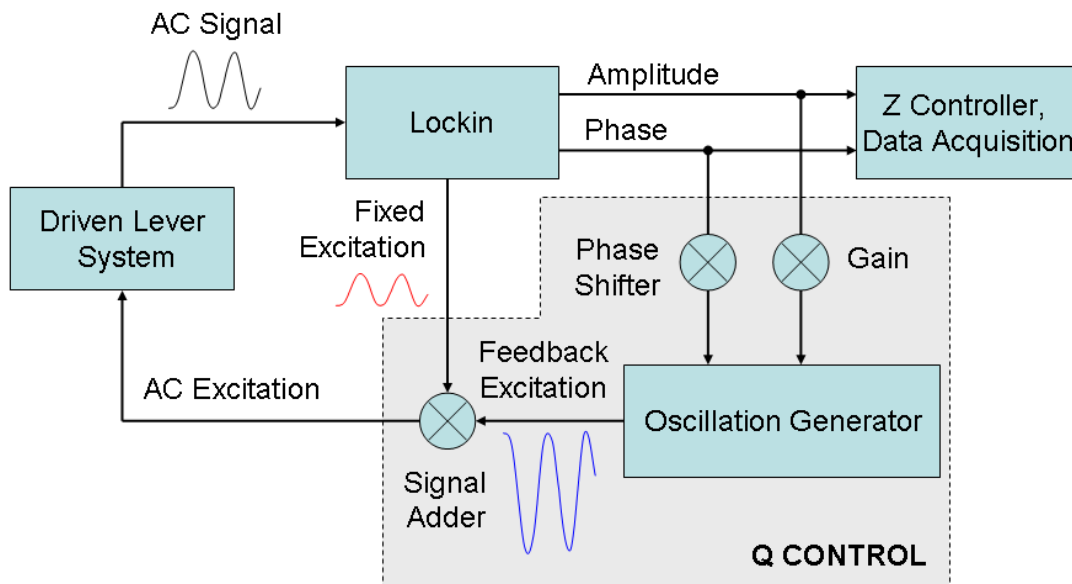 AC Signal
Lockin
Amplitude
Phase
Z Controller,
Data Acquisition
Driven Lever
System
Fixed
Excitation
Phase
Shifter
Gain
Feedback
Excitation
AC Excitation
Oscillation Generator
Signal
Adder
Q CONTROL